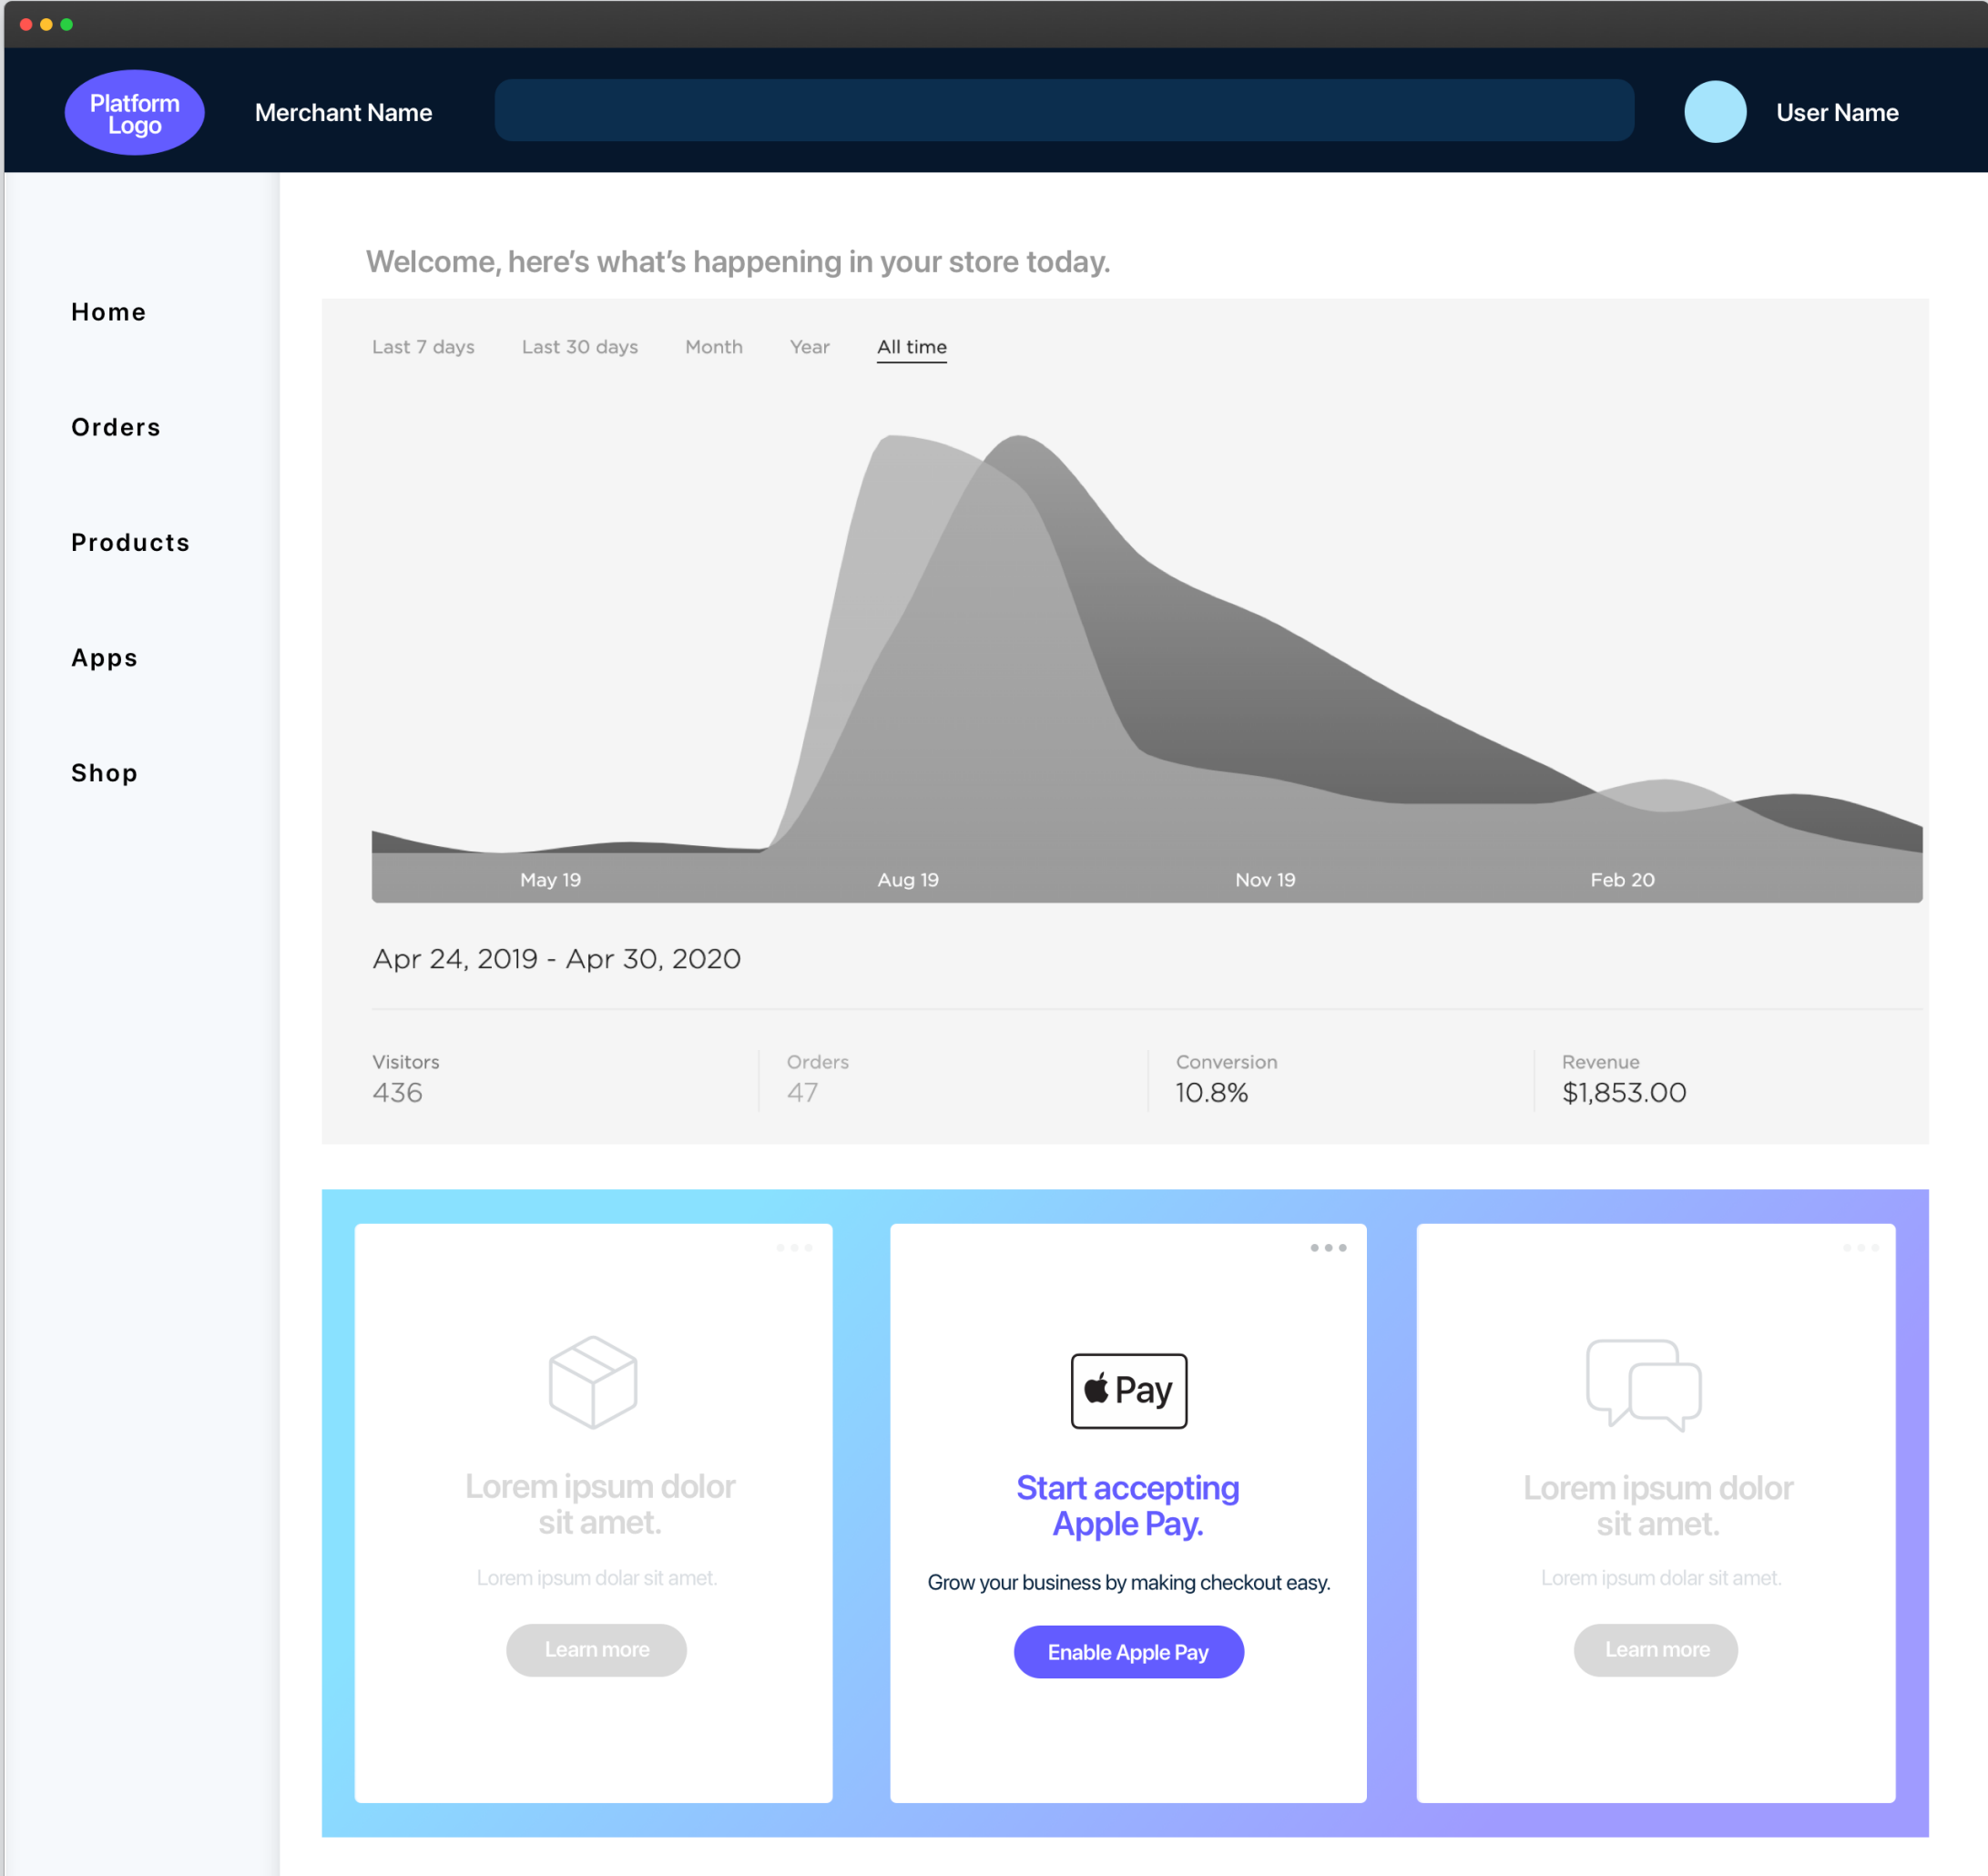 Platform
Logo
Merchant Name
User Name
Home
Orders
Products
Apps
Shop
Welcome, here’s what’s happening in your store today.
Last 7 days
Last 30 days
Month
Year
All time
May 19
Aug 19
Nov 19
Feb 20
Apr 24, 2019 - Apr 30, 2020
Visitors
436
Orders
47
Conversion
10.8%
Revenue
$1,853.00
Lorem ipsum dolor
sit amet.
Lorem ipsum dolar sit amet.
Learn more
Pay
Start accepting
Apple Pay.
Grow your business by making checkout easy.
Enable Apple Pay
Lorem ipsum dolor
sit amet.
Lorem ipsum dolar sit amet.
Learn more